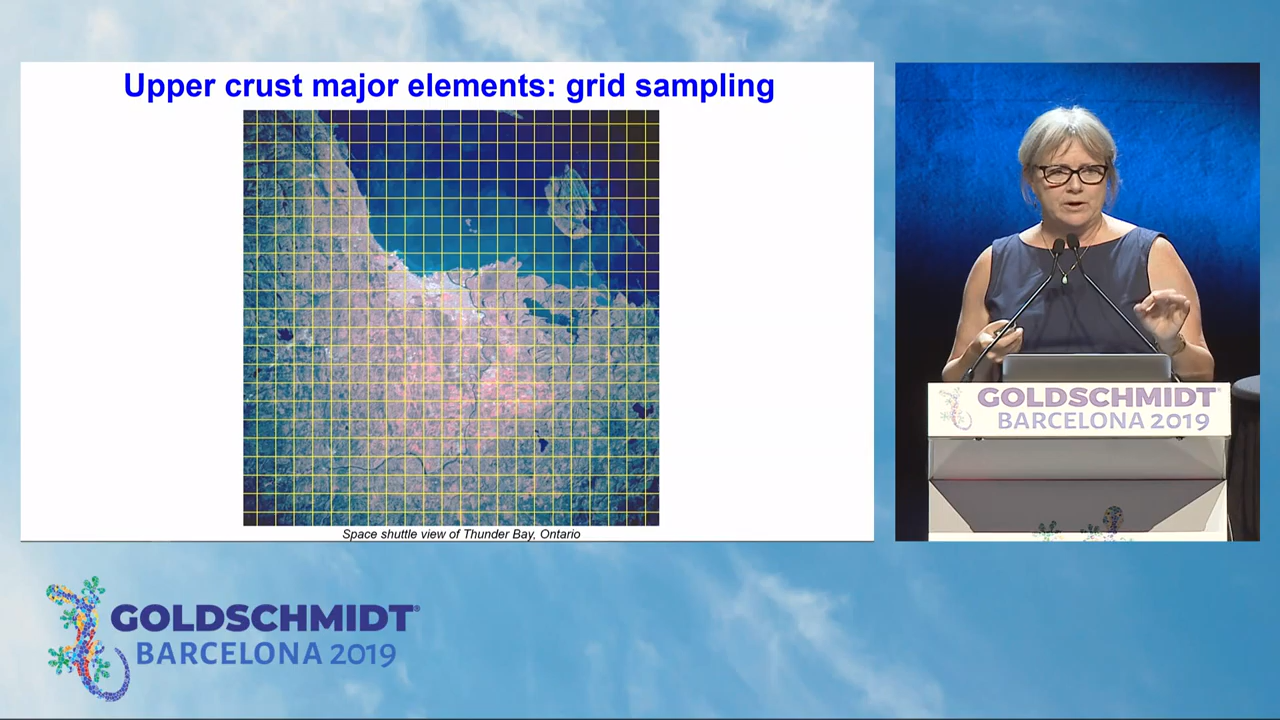 Upper crust major elements: grid sampling
Space shuttle view of Thunder Bay, Ontario
GOLDSCHMIDT
BARCELONA 2019
GOLDSCHMIDT®
BARCELONA 2019